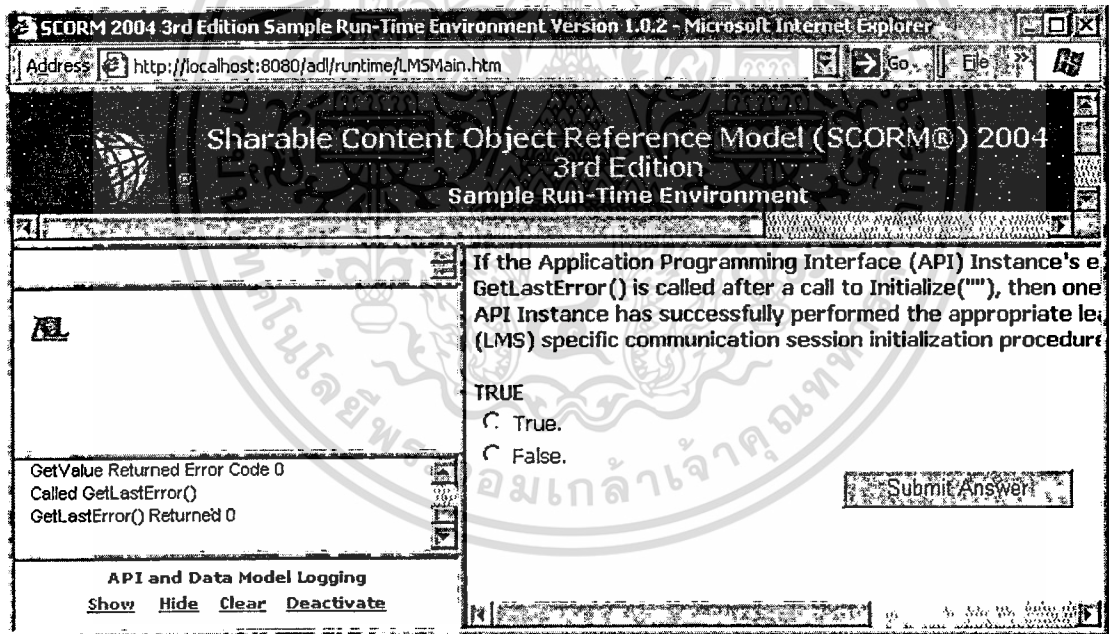 SCORM 2004 3rd Edition Sample Run-Time Environment Version 1.0.2 - Microsoft Internet Explorer
Address http://localhost:8080/adl/runtime/LMSMain.htm Go File »
Sharable Content Object Reference Model (SCORM®) 2004
3rd Edition
Sample Run-Time Environment
If the Application Programming Interface (API) Instance's e
GetLastError() is called after a call to Initialize(""), then one
API Instance has successfully performed the appropriate le
(LMS) specific communication session initialization procedure
TRUE
True.
False.
Submit Answer
GetValue Returned Error Code 0
Called GetLastError()
GetLastError() Returned 0
API and Data Model Logging
Show Hide Clear Deactivate